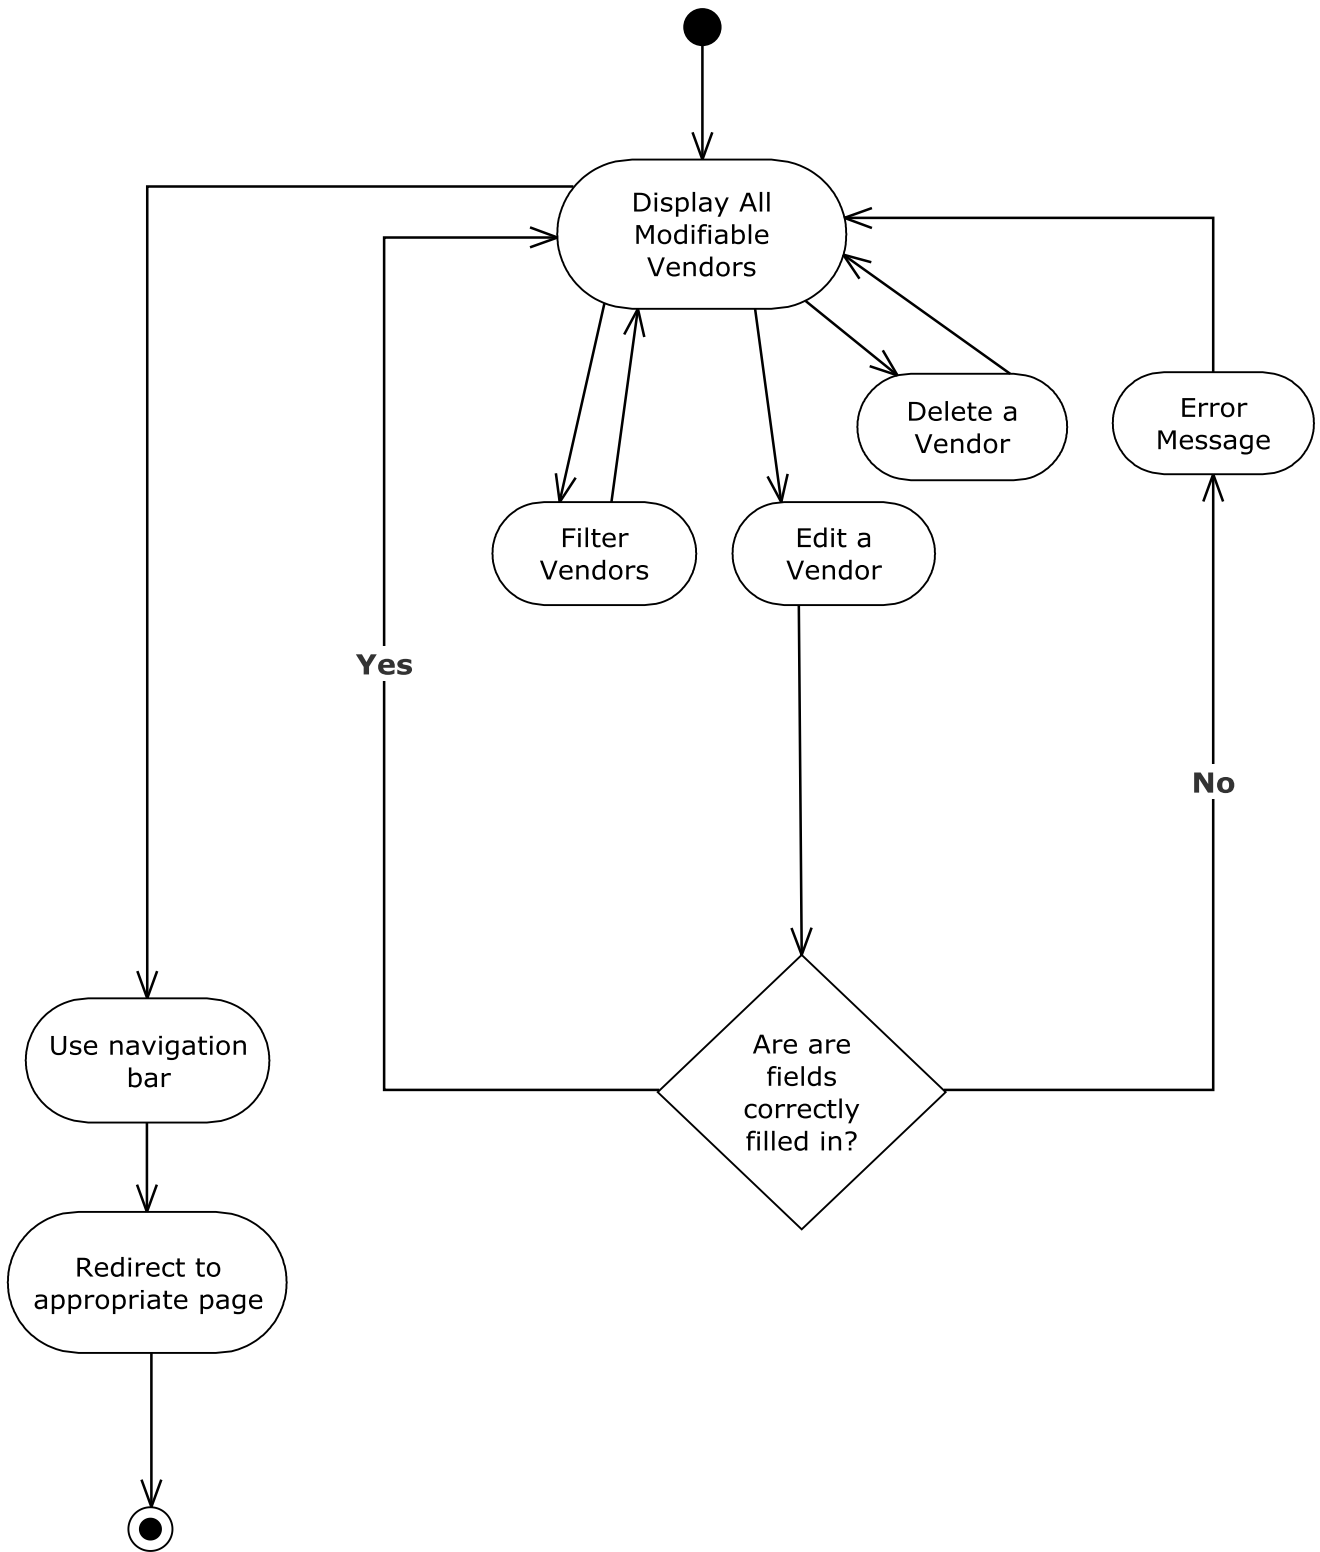 Display All
Modifiable
Vendors
Delete a
Vendor
Error
Message
Filter
Vendors
Edit a
Vendor
Yes
No
Are are
fields
correctly
filled in?
Use navigation
bar
Redirect to
appropriate page